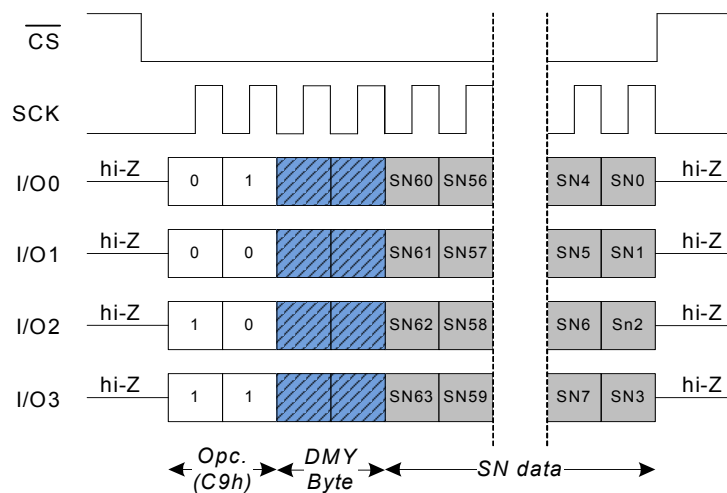 CS
SCK
hi-Z 0 1 SN60 SN56 SN4 SN0 hi-Z
I/O0
hi-Z 0 0 SN61 SN57 SN5 SN1 hi-Z
I/O1
hi-Z 1 0 SN62 SN58 SN6 Sn2 hi-Z
I/O2
hi-Z 1 1 SN63 SN59 SN7 SN3 hi-Z
I/O3
Opc. DMY SN data
(C9h) Byte